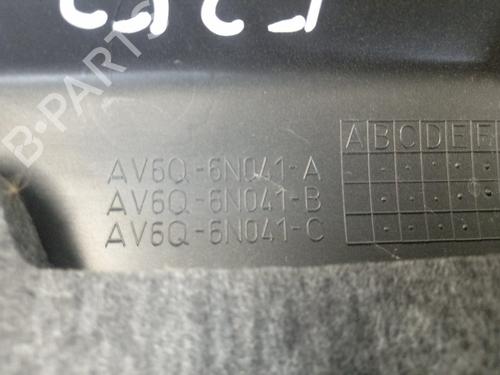 AV6Q-6N041-A
AV6Q-6N041-B
AV6Q-6N041-C
A B C D E F
B-PARTS